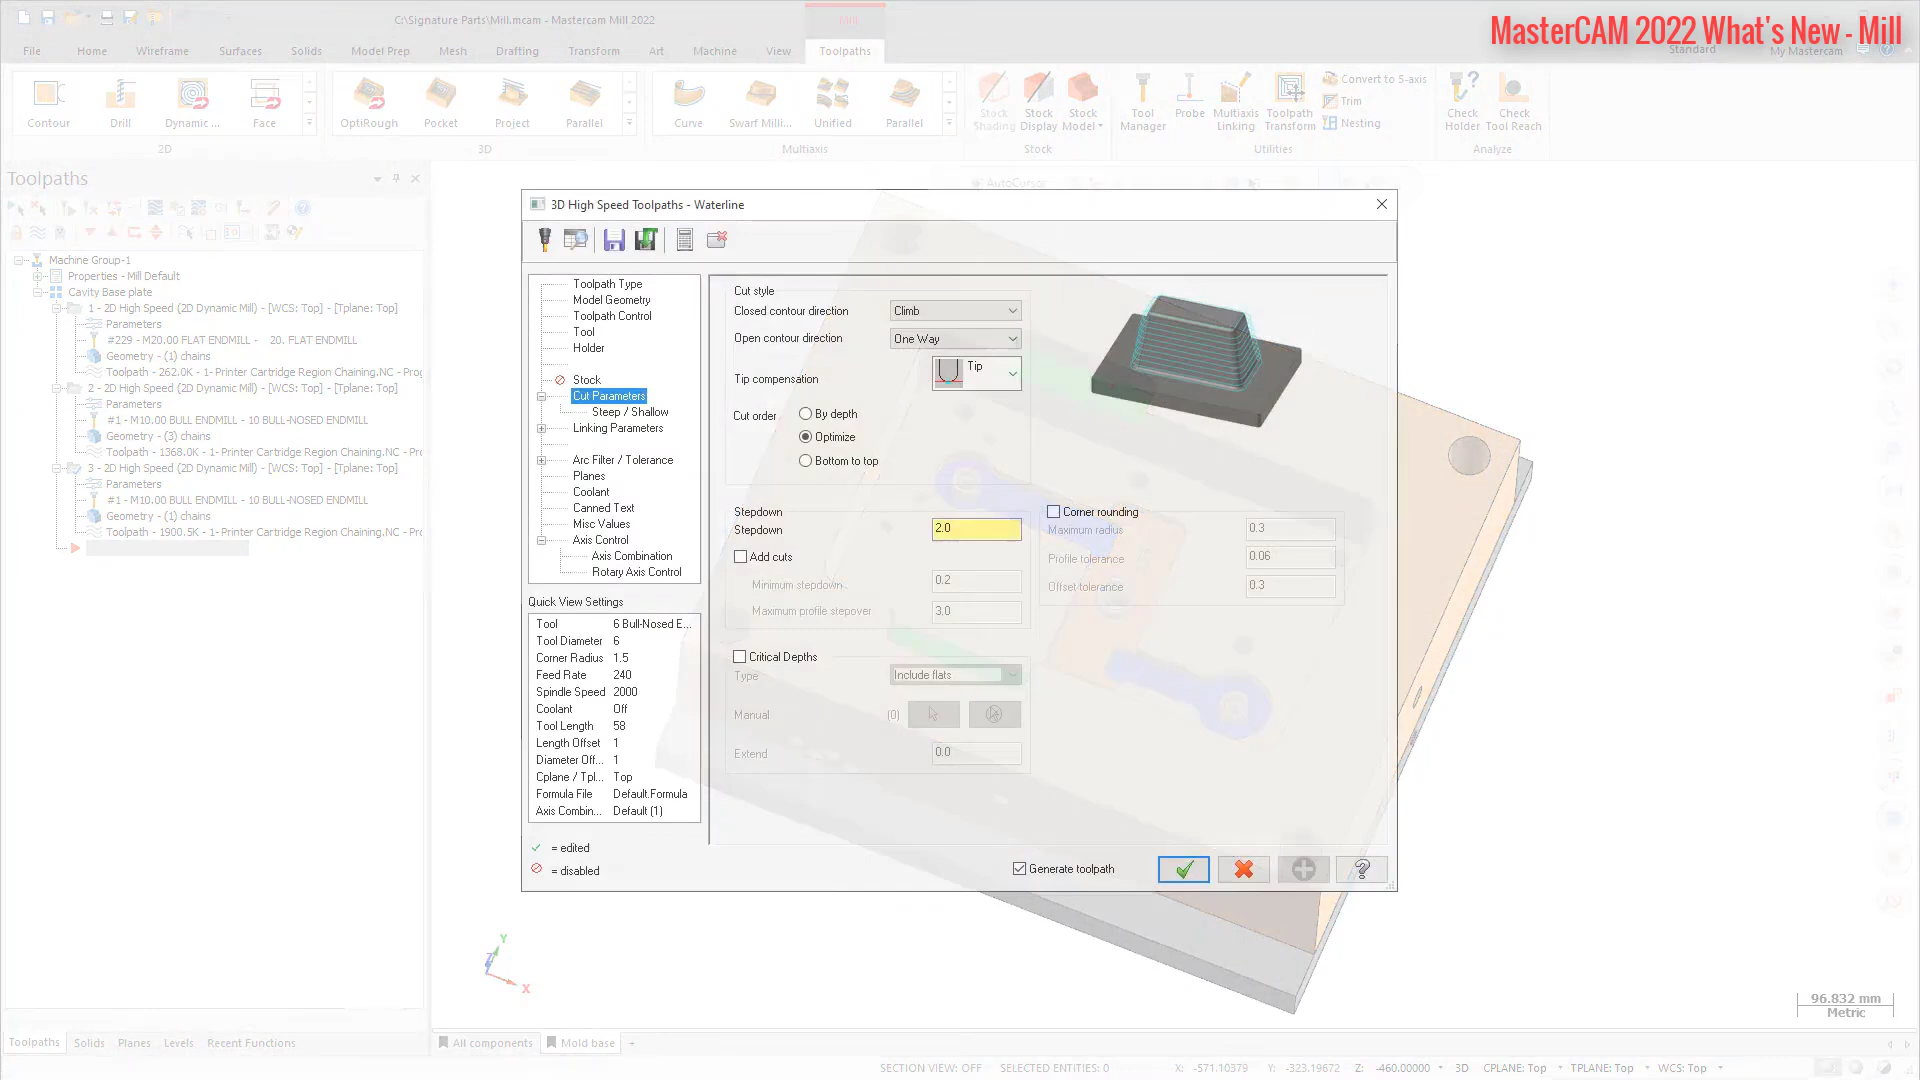 C:\Signature Parts\Mill.mcam - Mastercam Mill 2022
Mill
MasterCAM 2022 What's New - Mill
File
Home
Wireframe
Surfaces
Solids
Model Prep
Mesh
Drafting
Transform
Art
Machine
View
Toolpaths
Standard
My Mastercam
Contour
Drill
Dynamic ...
Face
OptiRough
Pocket
Project
Parallel
Curve
Swarf Milli...
Unified
Parallel
Stock Shading
Stock Display
Stock Model
Tool Manager
Probe
Multiaxis Linking
Toolpath Transform
Convert to 5-axis
Trim
Nesting
Check Holder
Check Tool Reach
2D
3D
Multiaxis
Stock
Utilities
Analyze
Toolpaths
AutoCursor
Machine Group-1
Properties - Mill Default
Cavity Base plate
1 - 2D High Speed (2D Dynamic Mill) - [WCS: Top] - [Tplane: Top]
Parameters
#229 - M20.00 FLAT ENDMILL - 20. FLAT ENDMILL
Geometry - (1) chains
Toolpath - 262.0K - 1- Printer Cartridge Region Chaining.NC - Prog
2 - 2D High Speed (2D Dynamic Mill) - [WCS: Top] - [Tplane: Top]
Parameters
#1 - M10.00 BULL ENDMILL - 10 BULL-NOSED ENDMILL
Geometry - (3) chains
Toolpath - 1368.0K - 1- Printer Cartridge Region Chaining.NC - Pro
3 - 2D High Speed (2D Dynamic Mill) - [WCS: Top] - [Tplane: Top]
Parameters
#1 - M10.00 BULL ENDMILL - 10 BULL-NOSED ENDMILL
Geometry - (1) chains
Toolpath - 1900.5K - 1- Printer Cartridge Region Chaining.NC - Pro
3D High Speed Toolpaths - Waterline
Toolpath Type
Model Geometry
Toolpath Control
Tool
Holder
Stock
Cut Parameters
Steep / Shallow
Linking Parameters
Arc Filter / Tolerance
Planes
Coolant
Canned Text
Misc Values
Axis Control
Axis Combination
Rotary Axis Control
Quick View Settings
Tool 6 Bull-Nosed E...
Tool Diameter 6
Corner Radius 1.5
Feed Rate 240
Spindle Speed 2000
Coolant Off
Tool Length 58
Length Offset 1
Diameter Off... 1
Cplane / Tpl... Top
Formula File Default.Formula
Axis Combin... Default (1)
= edited
= disabled
Cut style
Closed contour direction Climb
Open contour direction One Way
Tip compensation Tip
Cut order
By depth
Optimize
Bottom to top
Stepdown
Stepdown 2.0
Add cuts
Minimum stepdown 0.2
Maximum profile stepover 3.0
Corner rounding
Maximum radius 0.3
Profile tolerance 0.06
Offset tolerance 0.3
Critical Depths
Type Include flats
Manual (0)
Extend 0.0
Generate toolpath
Y
Z
X
96.832 mm
Metric
Toolpaths
Solids
Planes
Levels
Recent Functions
All components
Mold base
+
SECTION VIEW: OFF
SELECTED ENTITIES: 0
X: -571.10379
Y: -323.19672
Z: -460.00000
3D
CPLANE: Top
TPLANE: Top
WCS: Top